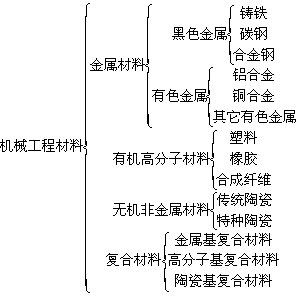 机械工程材料
金属材料
黑色金属
铸铁
碳钢
合金钢
有色金属
铝合金
铜合金
其它有色金属
有机高分子材料
塑料
橡胶
合成纤维
无机非金属材料
传统陶瓷
特种陶瓷
复合材料
金属基复合材料
高分子基复合材料
陶瓷基复合材料